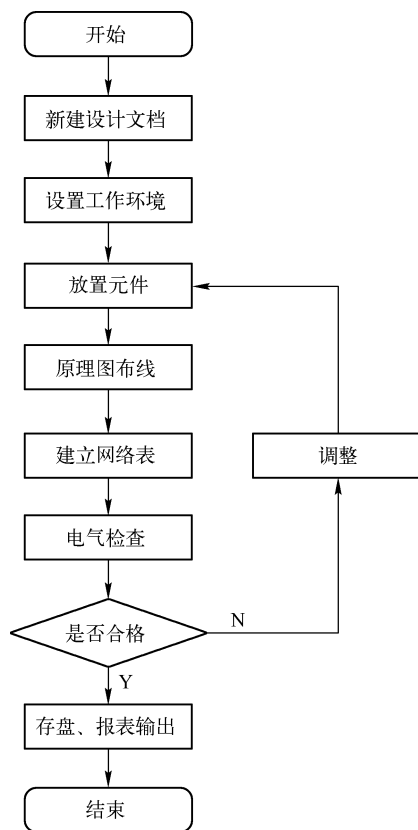 开始
新建设计文档
设置工作环境
放置元件
原理图布线
建立网络表
调整
电气检查
是否合格
N
Y
存盘、报表输出
结束